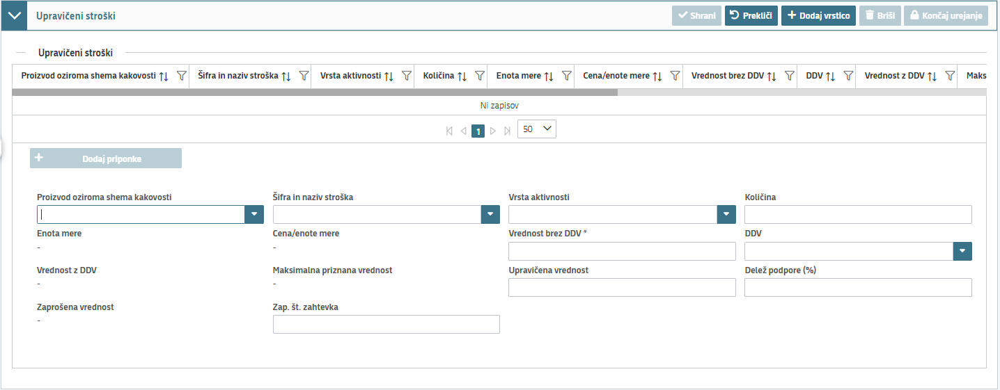 Upravičeni stroški Shrani Prekliči Dodaj vrstico Briši Končaj urejanje
Upravičeni stroški
Proizvod oziroma shema kakovosti Šifra in naziv stroška Vrsta aktivnosti Količina Enota mere Cena/enote mere Vrednost brez DDV DDV Vrednost z DDV Maks
Ni zapisov
1 50
Dodaj priponke
Proizvod oziroma shema kakovosti Šifra in naziv stroška Vrsta aktivnosti Količina
Enota mere Cena/enote mere Vrednost brez DDV * DDV
- -
Vrednost z DDV Maksimalna priznana vrednost Upravičena vrednost Delež podpore (%)
- -
Zaprošena vrednost Zap. št. zahtevka
-